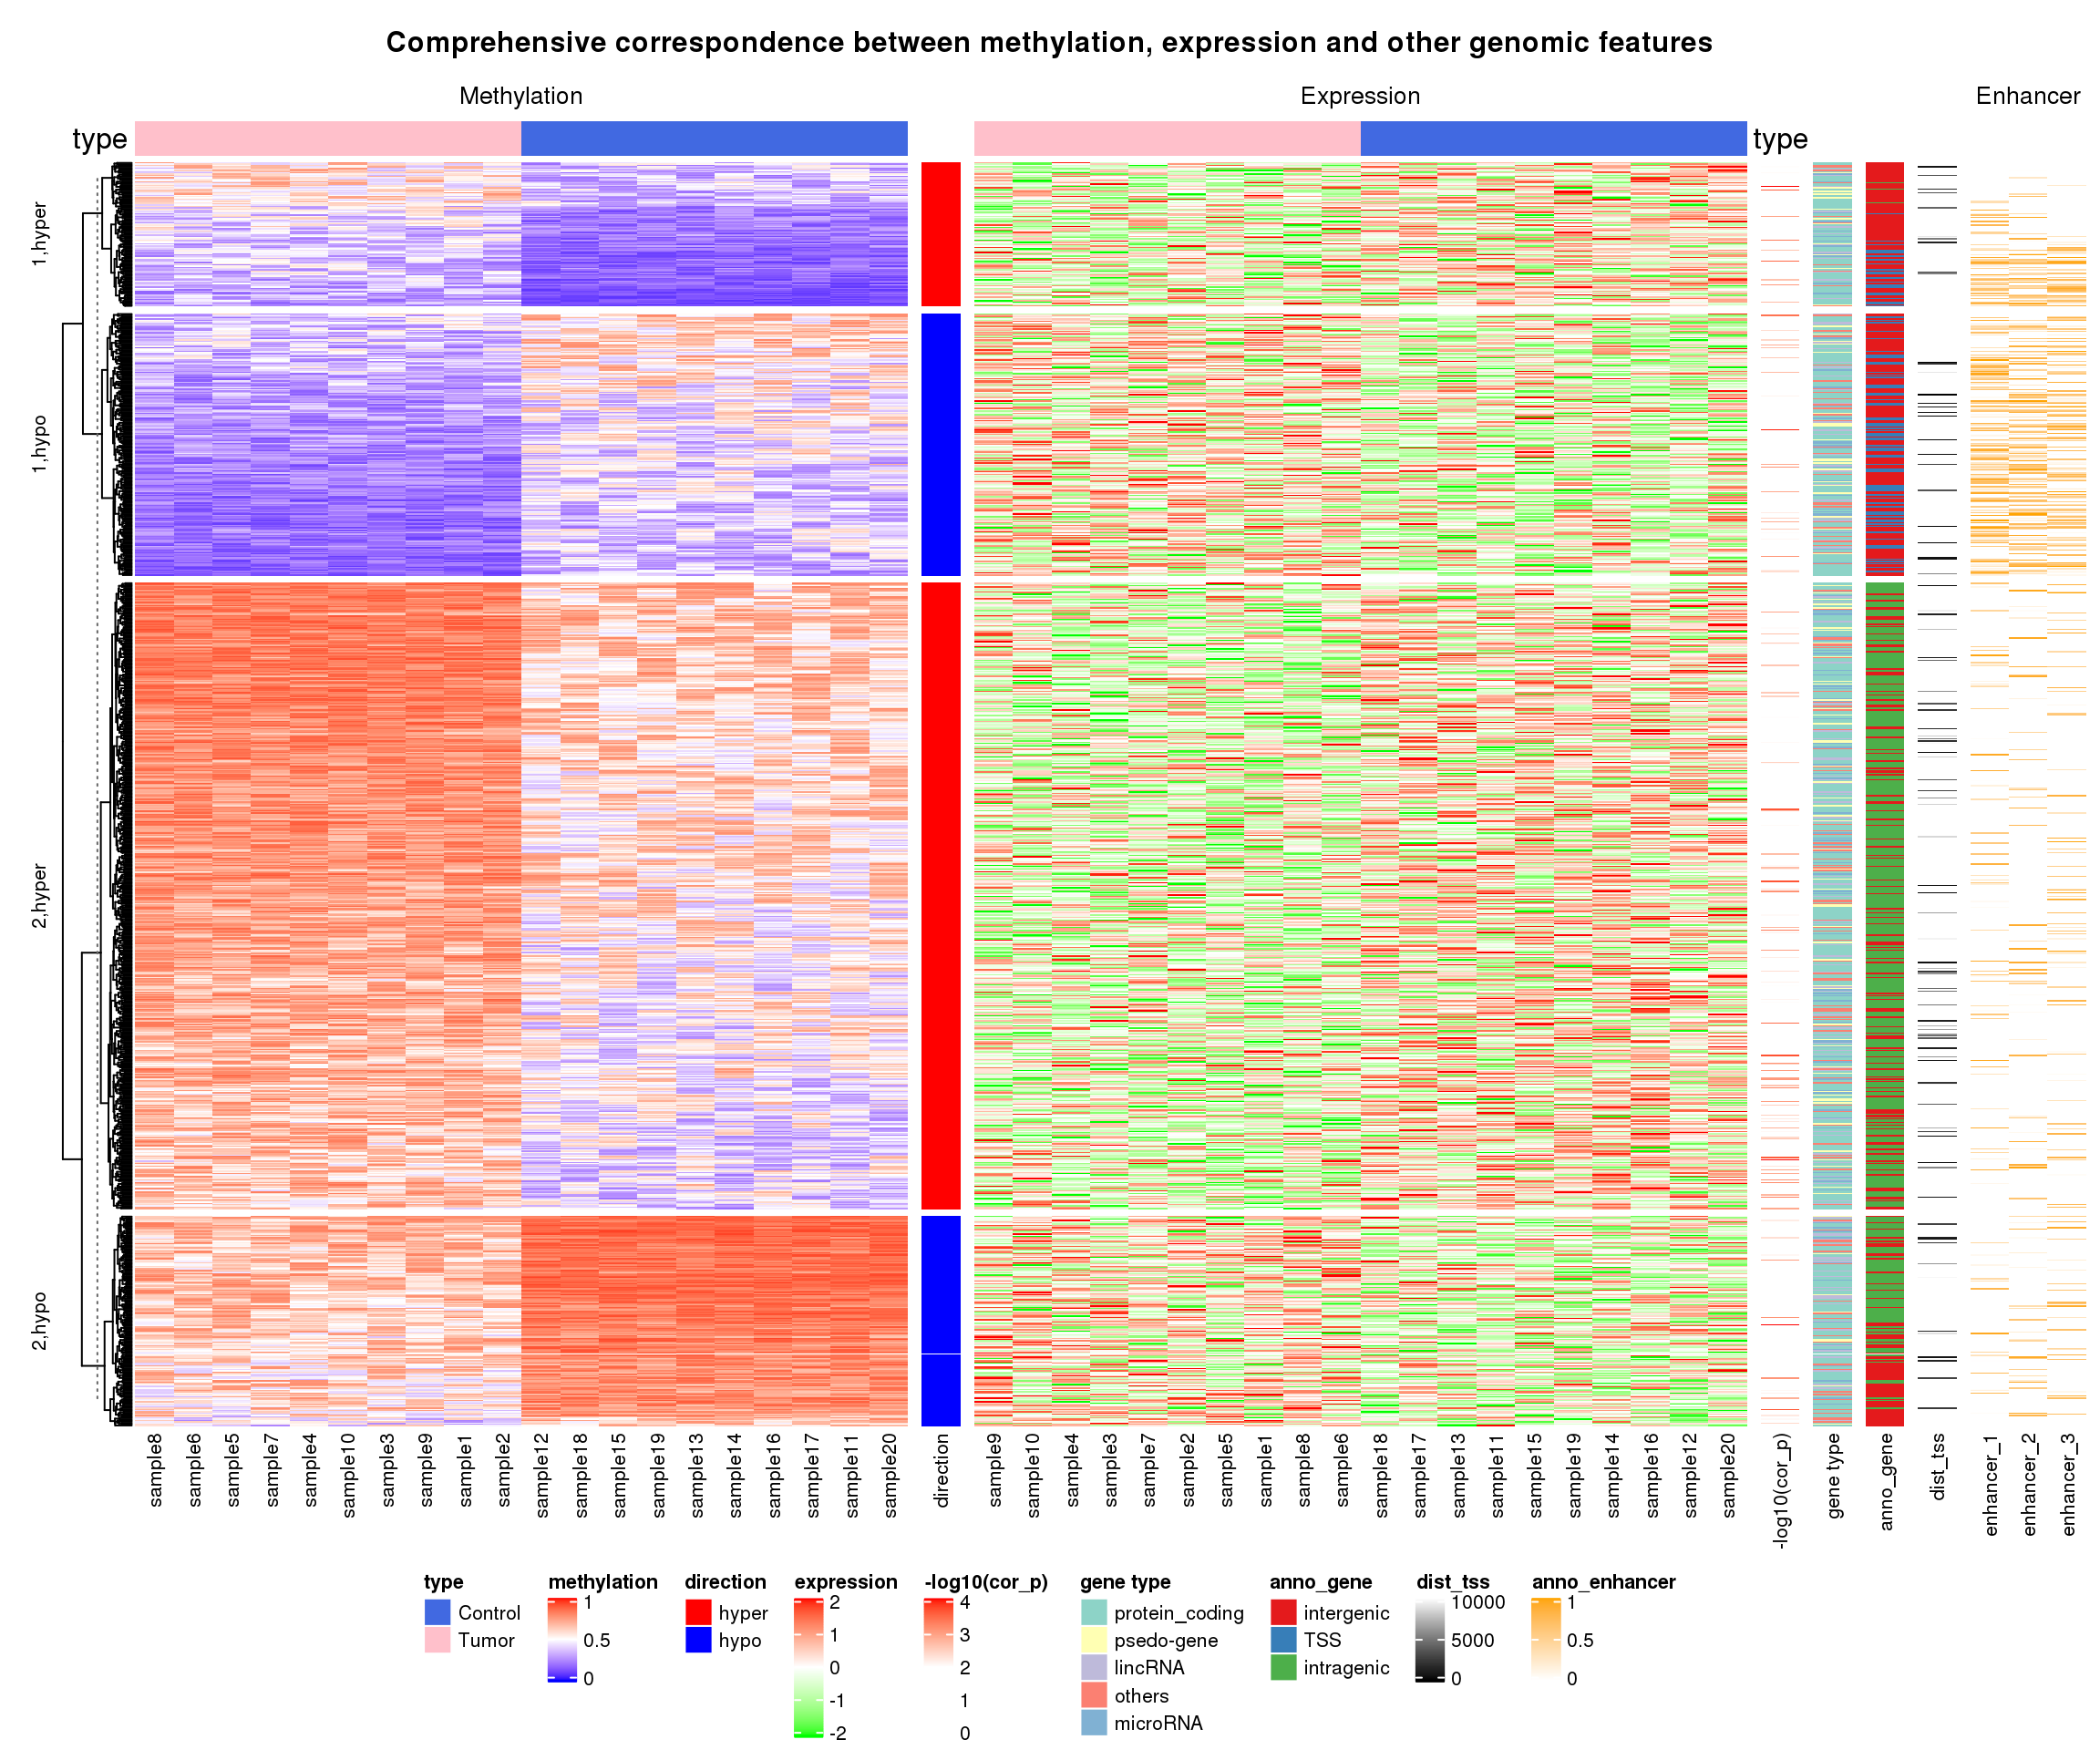 Comprehensive correspondence between methylation, expression and other genomic features
Methylation
Expression
Enhancer
type
type
1,hyper
1,hypo
2,hyper
2,hypo
sample8
sample6
sample5
sample7
sample4
sample10
sample3
sample9
sample1
sample2
sample12
sample18
sample15
sample19
sample13
sample14
sample16
sample17
sample11
sample20
direction
sample9
sample10
sample4
sample3
sample7
sample2
sample5
sample1
sample8
sample6
sample18
sample17
sample13
sample11
sample15
sample19
sample14
sample16
sample12
sample20
-log10(cor_p)
gene type
anno_gene
dist_tss
enhancer_1
enhancer_2
enhancer_3
type
Control
Tumor
methylation
1
0.5
0
direction
hyper
hypo
expression
2
1
0
-1
-2
-log10(cor_p)
4
3
2
1
0
gene type
protein_coding
psedo-gene
lincRNA
others
microRNA
anno_gene
intergenic
TSS
intragenic
dist_tss
10000
5000
0
anno_enhancer
1
0.5
0